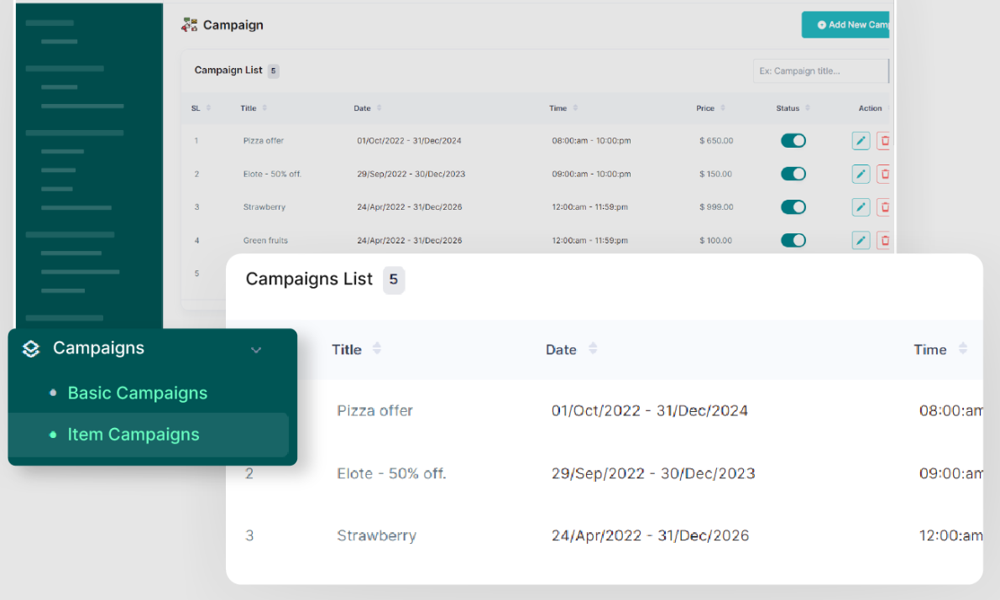 Campaign
Add New Camp
Campaign List 5
Ex: Campaign title...
SL Title Date Time Price Status Action
1 Pizza offer 01/Oct/2022 - 31/Dec/2024 08:00:am - 10:00:pm $ 650.00
2 Elote - 50% off. 29/Sep/2022 - 30/Dec/2023 09:00:am - 10:00:pm $ 150.00
3 Strawberry 24/Apr/2022 - 31/Dec/2026 12:00:am - 11:59:pm $ 999.00
4 Green fruits 24/Apr/2022 - 31/Dec/2026 12:00:am - 11:59:pm $ 100.00
5
Campaigns List 5
Title Date Time
Pizza offer 01/Oct/2022 - 31/Dec/2024 08:00:am
2 Elote - 50% off. 29/Sep/2022 - 30/Dec/2023 09:00:am
3 Strawberry 24/Apr/2022 - 31/Dec/2026 12:00:am
Campaigns
Basic Campaigns
Item Campaigns